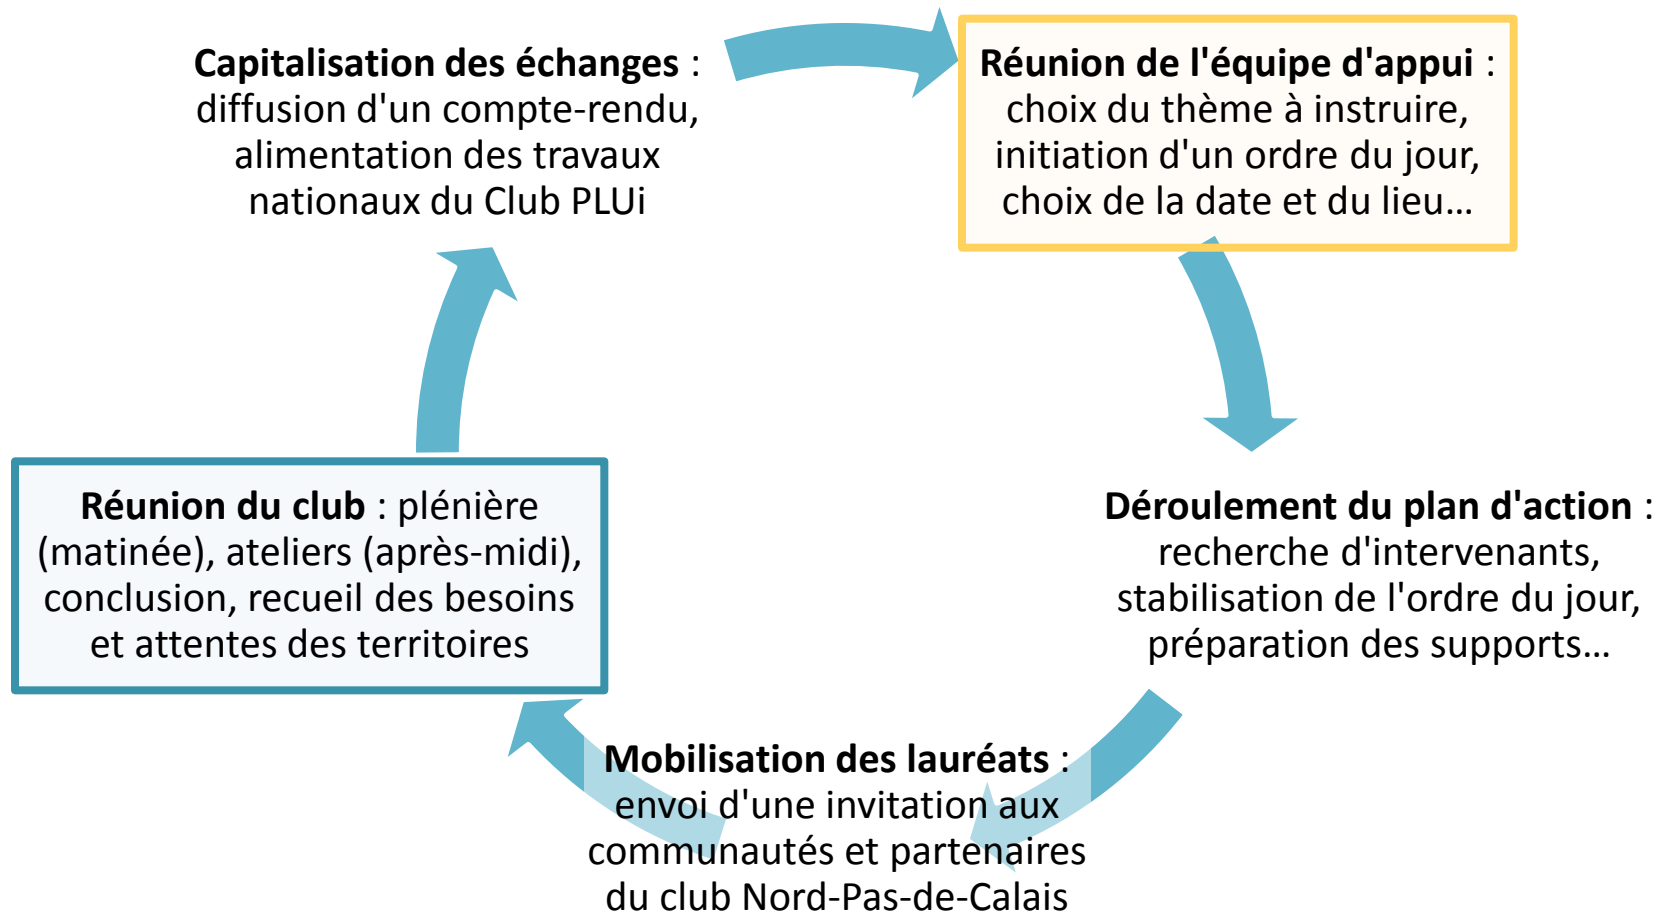 Capitalisation des échanges :
diffusion d'un compte-rendu,
alimentation des travaux
nationaux du Club PLUi
Réunion de l'équipe d'appui :
choix du thème à instruire,
initiation d'un ordre du jour,
choix de la date et du lieu…
Déroulement du plan d'action :
recherche d'intervenants,
stabilisation de l'ordre du jour,
préparation des supports…
Mobilisation des lauréats :
envoi d'une invitation aux
communautés et partenaires
du club Nord-Pas-de-Calais
Réunion du club : plénière
(matinée), ateliers (après-midi),
conclusion, recueil des besoins
et attentes des territoires